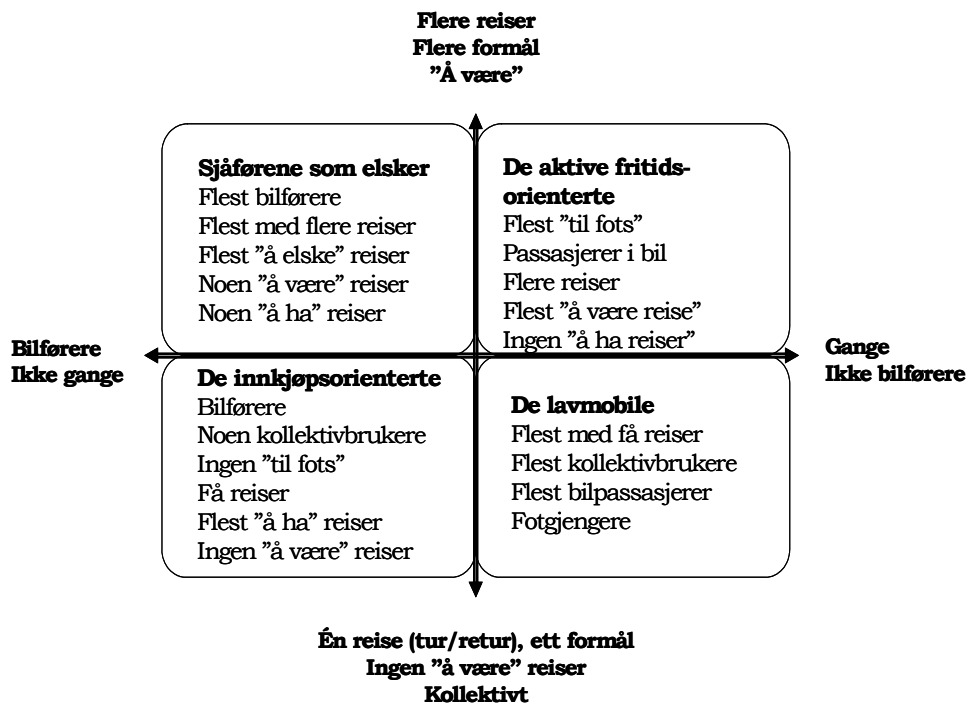 Flere reiser
Flere formål
”Å være”
Sjåførene som elsker
Flest bilførere
Flest med flere reiser
Flest ”å elske” reiser
Noen ”å være” reiser
Noen ”å ha” reiser
De aktive fritids-
orienterte
Flest ”til fots”
Passasjerer i bil
Flere reiser
Flest ”å være reise”
Ingen ”å ha reiser”
Bilførere
Ikke gange
Gange
Ikke bilførere
De innkjøpsorienterte
Bilførere
Noen kollektivbrukere
Ingen ”til fots”
Få reiser
Flest ”å ha” reiser
Ingen ”å være” reiser
De lavmobile
Flest med få reiser
Flest kollektivbrukere
Flest bilpassasjerer
Fotgjengere
Én reise (tur/retur), ett formål
Ingen ”å være” reiser
Kollektivt